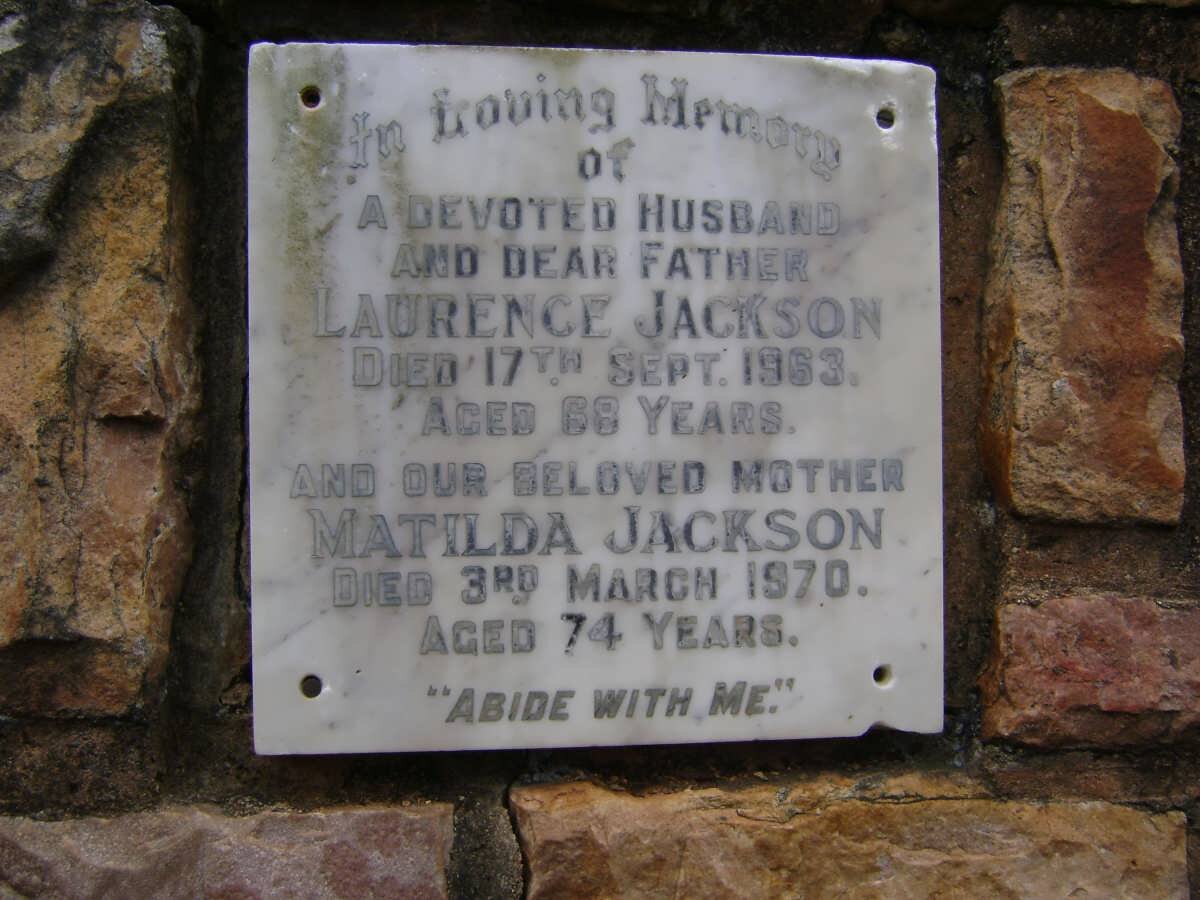 In Loving Memory
of
A DEVOTED HUSBAND
AND DEAR FATHER
LAURENCE JACKSON
DIED 17TH SEPT. 1963.
AGED 68 YEARS.
AND OUR BELOVED MOTHER
MATILDA JACKSON
DIED 3RD MARCH 1970.
AGED 74 YEARS.
"ABIDE WITH ME."